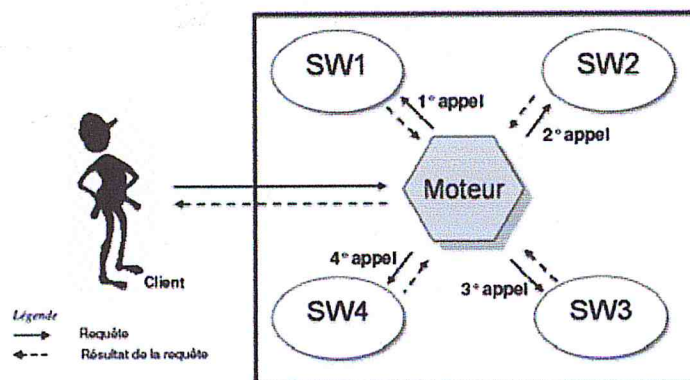 SW1
SW2
1°appel
2°appel
Moteur
4°appel
3°appel
Client
SW4
SW3
Légende
Requête
Résultat de la requête